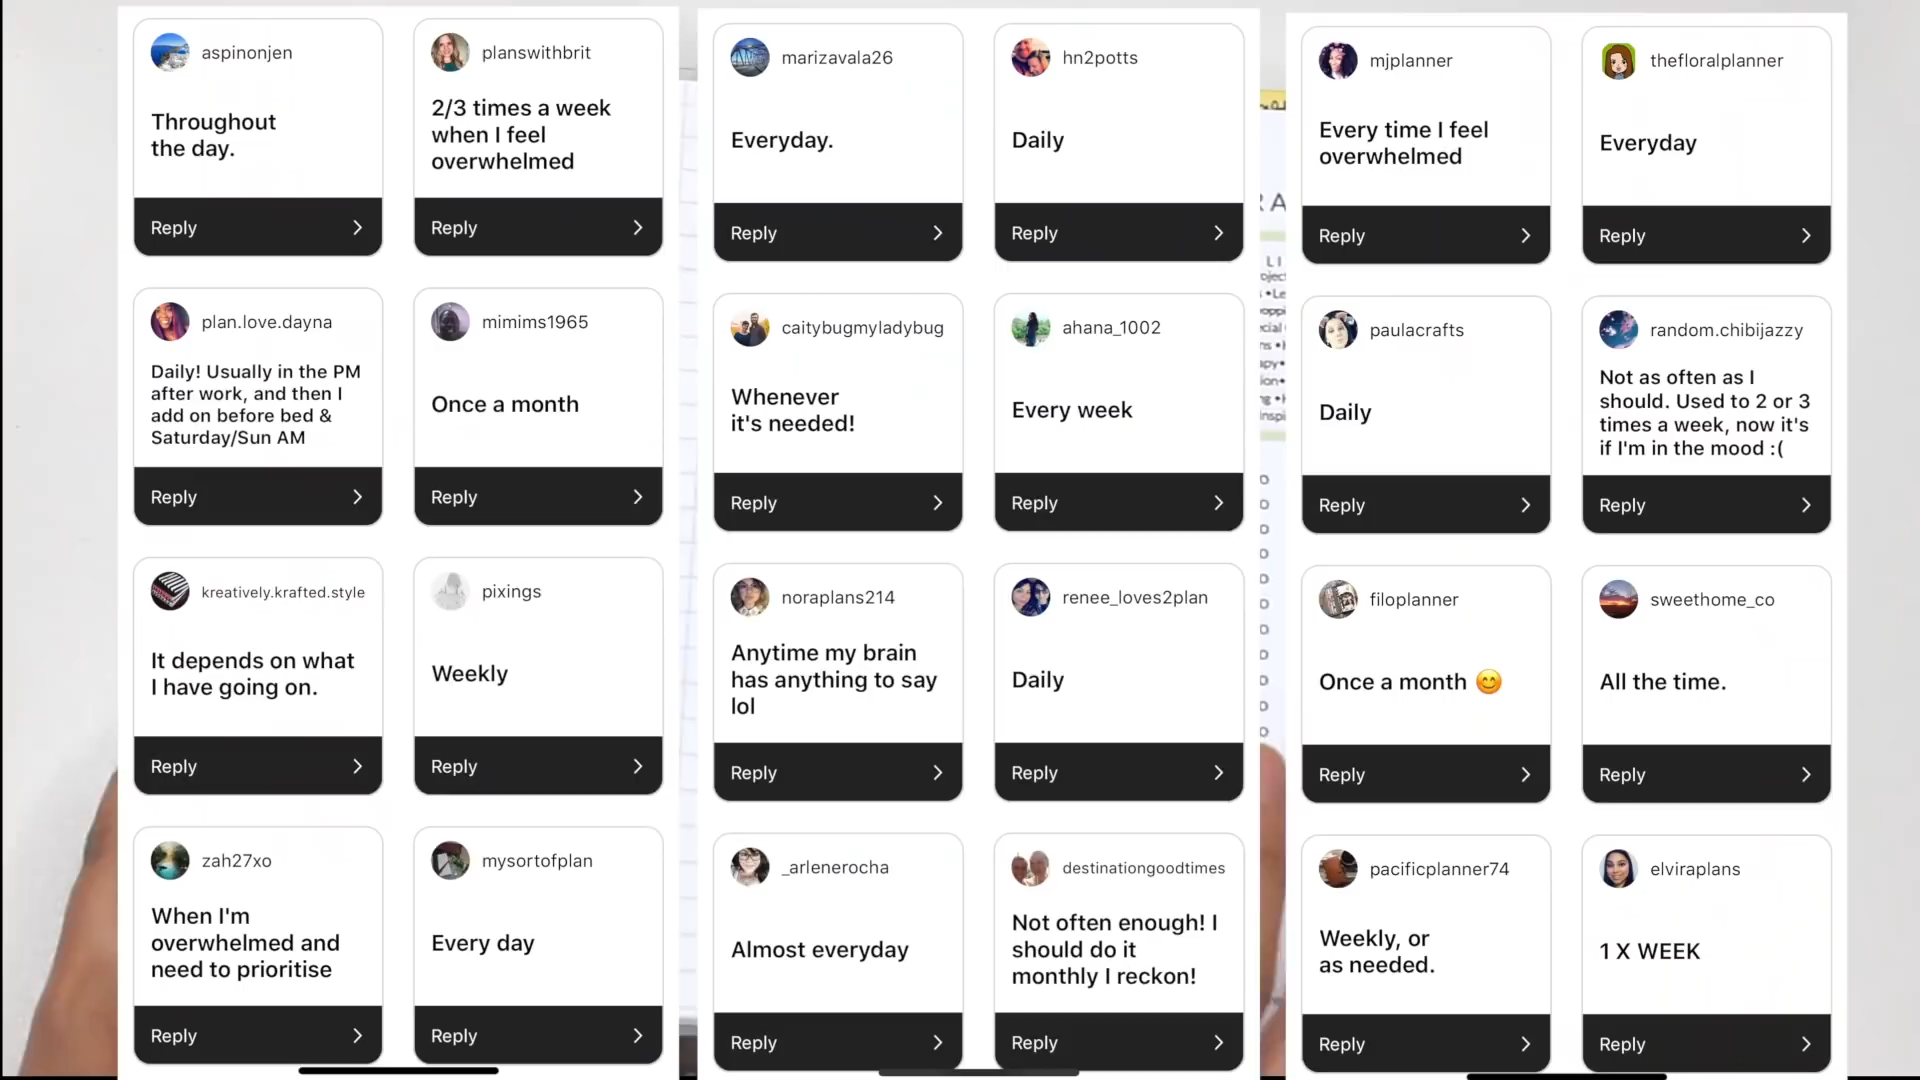 aspinonjen
Throughout
the day.
Reply
planswithbrit
2/3 times a week
when I feel
overwhelmed
Reply
plan.love.dayna
Daily! Usually in the PM
after work, and then I
add on before bed &
Saturday/Sun AM
Reply
mimims1965
Once a month
Reply
kreatively.krafted.style
It depends on what
I have going on.
Reply
pixings
Weekly
Reply
zah27xo
When I'm
overwhelmed and
need to prioritise
Reply
mysortofplan
Every day
Reply
marizavala26
Everyday.
Reply
hn2potts
Daily
Reply
caitybugmyladybug
Whenever
it's needed!
Reply
ahana_1002
Every week
Reply
noraplans214
Anytime my brain
has anything to say
lol
Reply
renee_loves2plan
Daily
Reply
_arlenerocha
Almost everyday
Reply
destinationgoodtimes
Not often enough! I
should do it
monthly I reckon!
Reply
mjplanner
Every time I feel
overwhelmed
Reply
thefloralplanner
Everyday
Reply
paulacrafts
Daily
Reply
random.chibijazzy
Not as often as I
should. Used to 2 or 3
times a week, now it's
if I'm in the mood :(
Reply
filoplanner
Once a month 😊
Reply
sweethome_co
All the time.
Reply
pacificplanner74
Weekly, or
as needed.
Reply
elviraplans
1 X WEEK
Reply